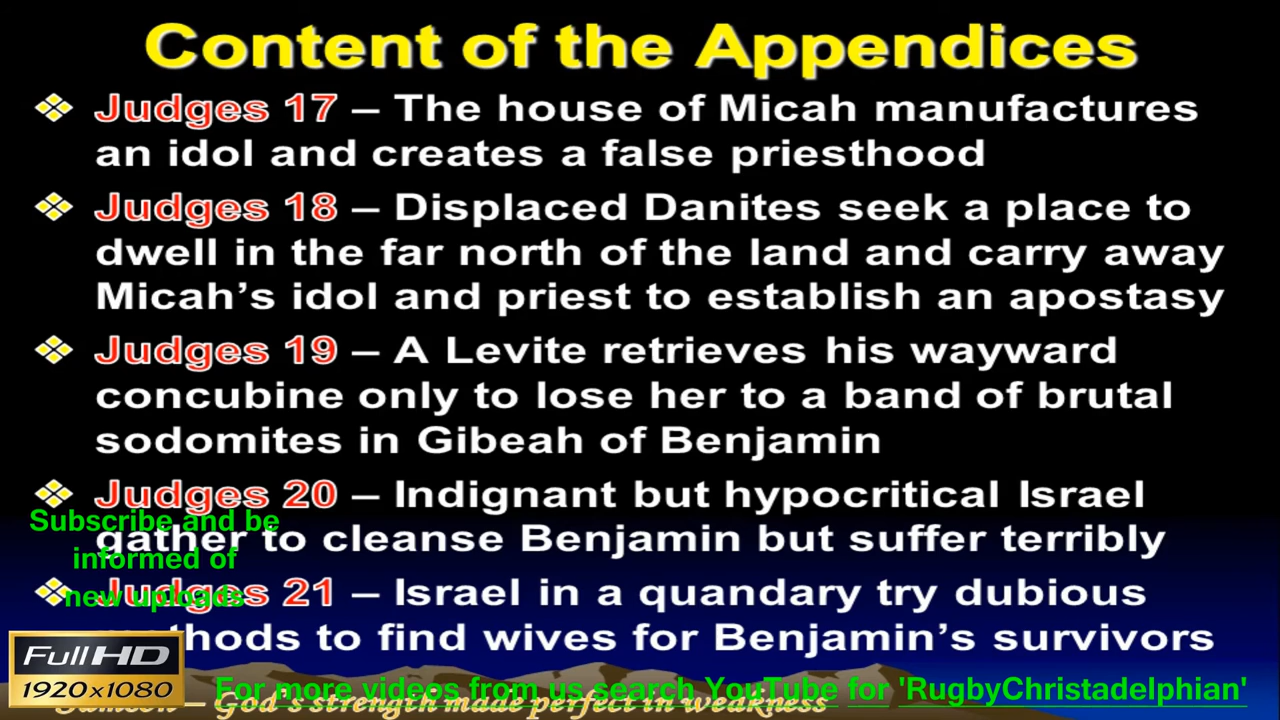 Content of the Appendices
Judges 17 – The house of Micah manufactures
an idol and creates a false priesthood
Judges 18 – Displaced Danites seek a place to
dwell in the far north of the land and carry away
Micah's idol and priest to establish an apostasy
Judges 19 – A Levite retrieves his wayward
concubine only to lose her to a band of brutal
sodomites in Gibeah of Benjamin
Judges 20 – Indignant but hypocritical Israel
gather to cleanse Benjamin but suffer terribly
Judges 21 – Israel in a quandary try dubious
methods to find wives for Benjamin's survivors
Subscribe and be
informed of
new uploads
Full HD
1920x1080
For more videos from us search YouTube for 'RugbyChristadelphian'
Samson – God's strength made perfect in weakness